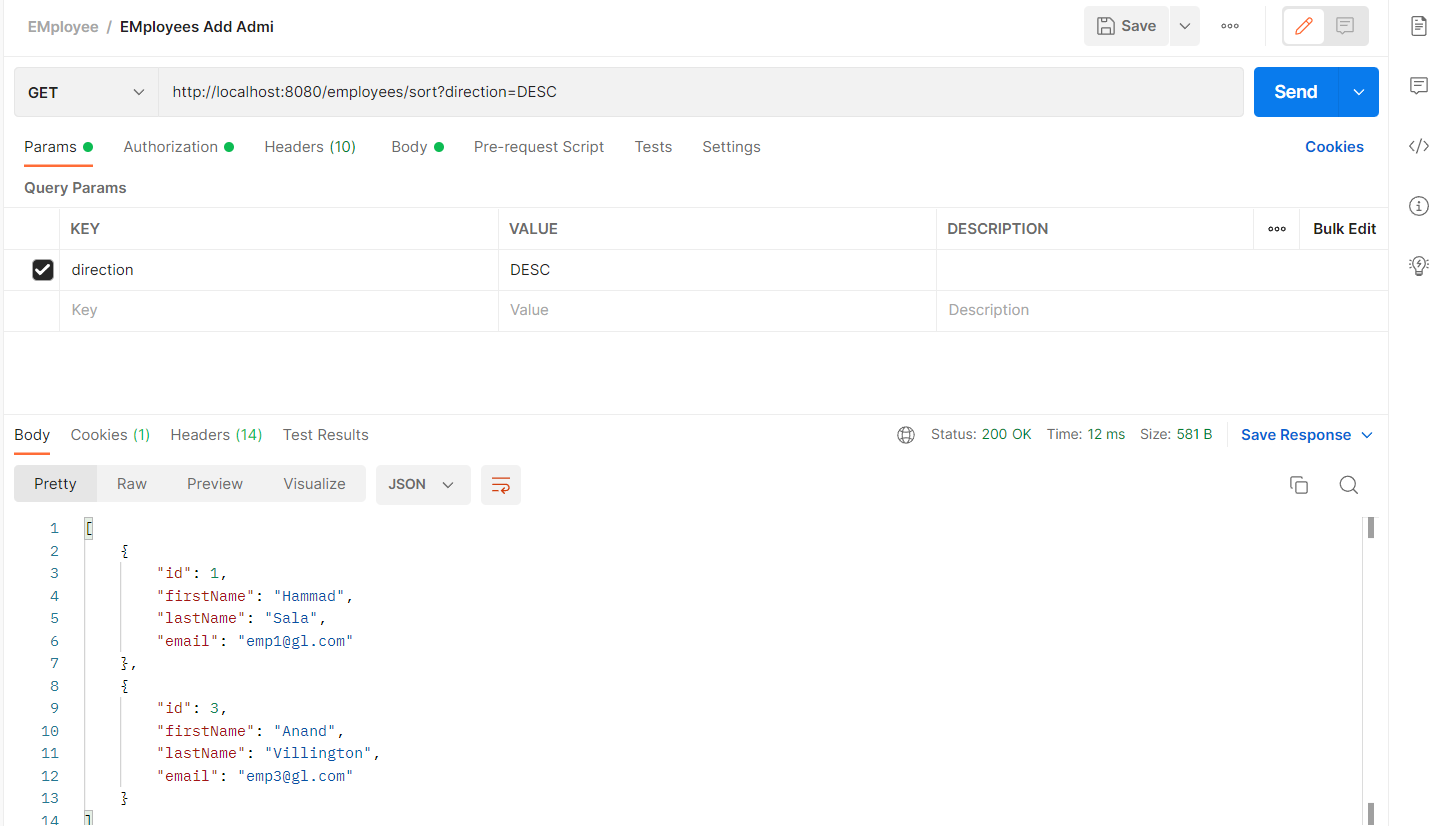 EMployee / EMployees Add Admi
Save
GET
http://localhost:8080/employees/sort?direction=DESC
Send
Params Authorization Headers (10) Body Pre-request Script Tests Settings Cookies
Query Params
KEY VALUE DESCRIPTION ooo Bulk Edit
direction DESC
Key Value Description
Body Cookies (1) Headers (14) Test Results Status: 200 OK Time: 12 ms Size: 581 B Save Response
Pretty Raw Preview Visualize JSON
1 [
2 {
3 "id": 1,
4 "firstName": "Hammad",
5 "lastName": "Sala",
6 "email": "emp1@gl.com"
7 },
8 {
9 "id": 3,
10 "firstName": "Anand",
11 "lastName": "Villington",
12 "email": "emp3@gl.com"
13 }
14 ]